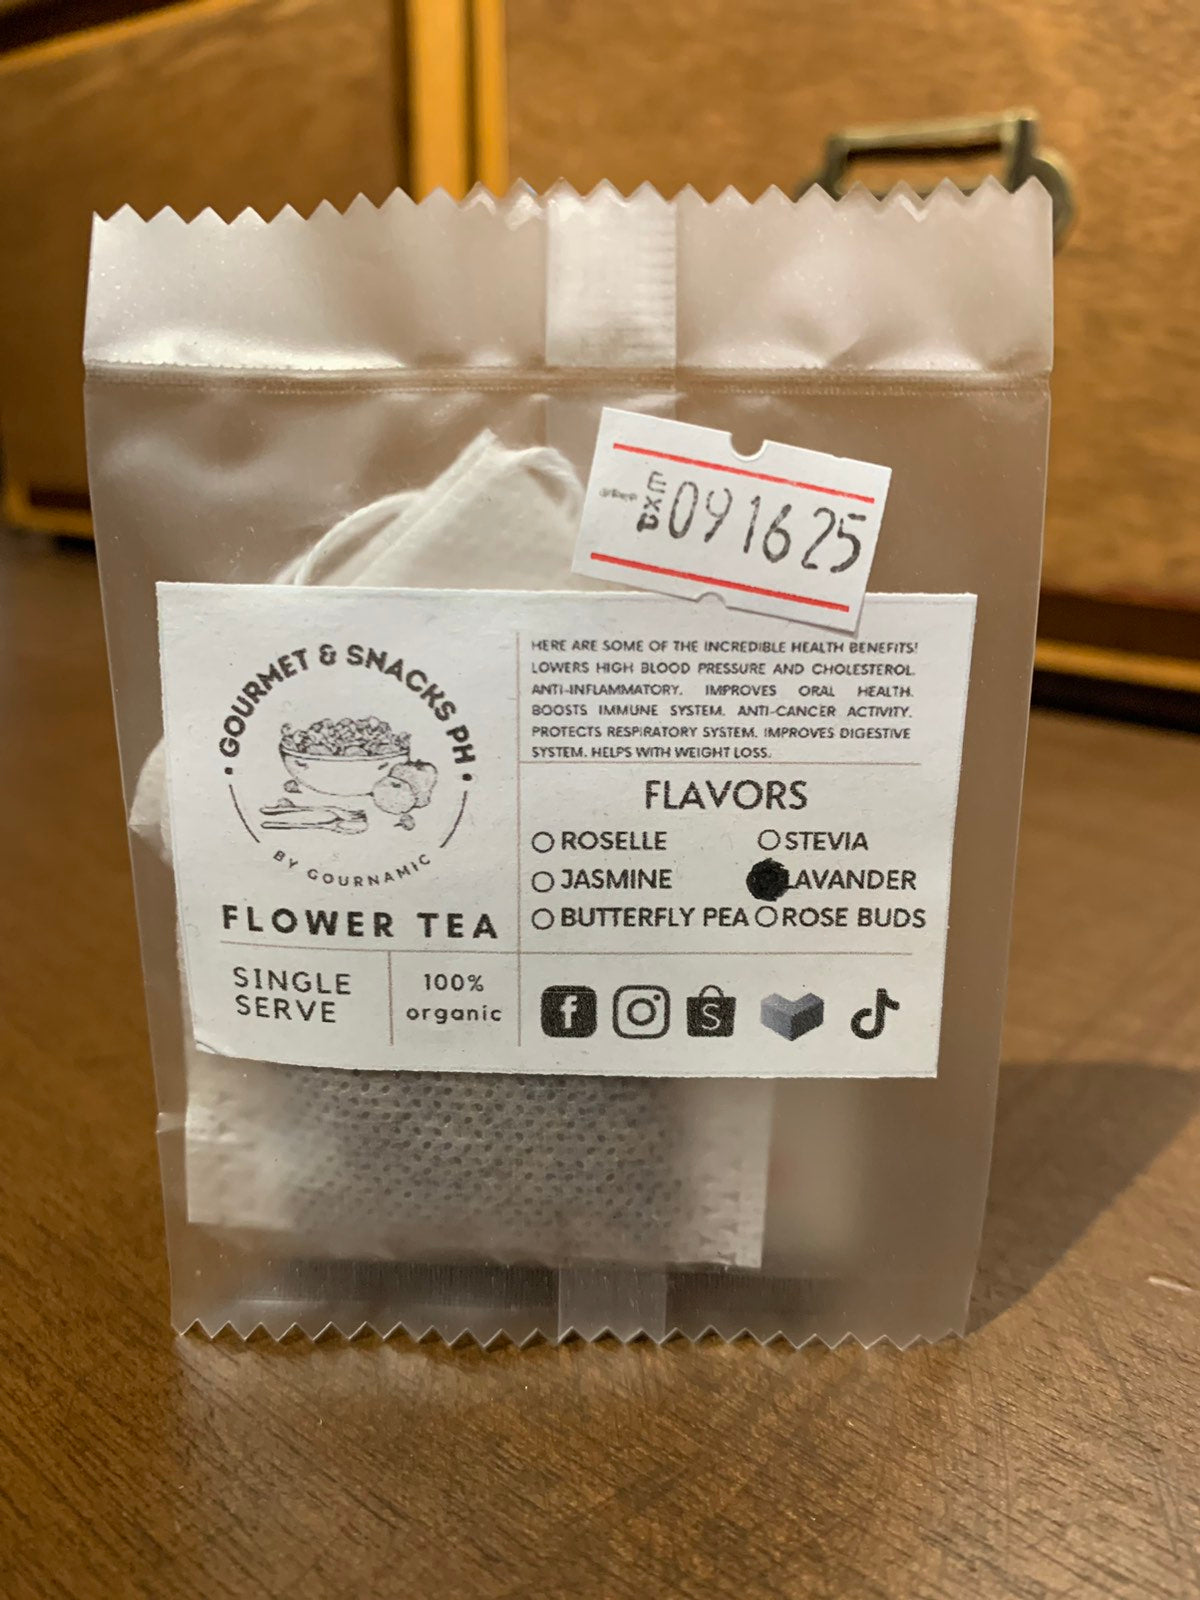 EXP 091625
GOURMET & SNACKS PH
BY GOURNAMIC
FLOWER TEA
SINGLE
SERVE
100%
organic
HERE ARE SOME OF THE INCREDIBLE HEALTH BENEFITS!
LOWERS HIGH BLOOD PRESSURE AND CHOLESTEROL.
ANTI-INFLAMMATORY. IMPROVES ORAL HEALTH.
BOOSTS IMMUNE SYSTEM. ANTI-CANCER ACTIVITY.
PROTECTS RESPIRATORY SYSTEM. IMPROVES DIGESTIVE
SYSTEM. HELPS WITH WEIGHT LOSS.
FLAVORS
ROSELLE STEVIA
JASMINE LAVANDER
BUTTERFLY PEA ROSE BUDS